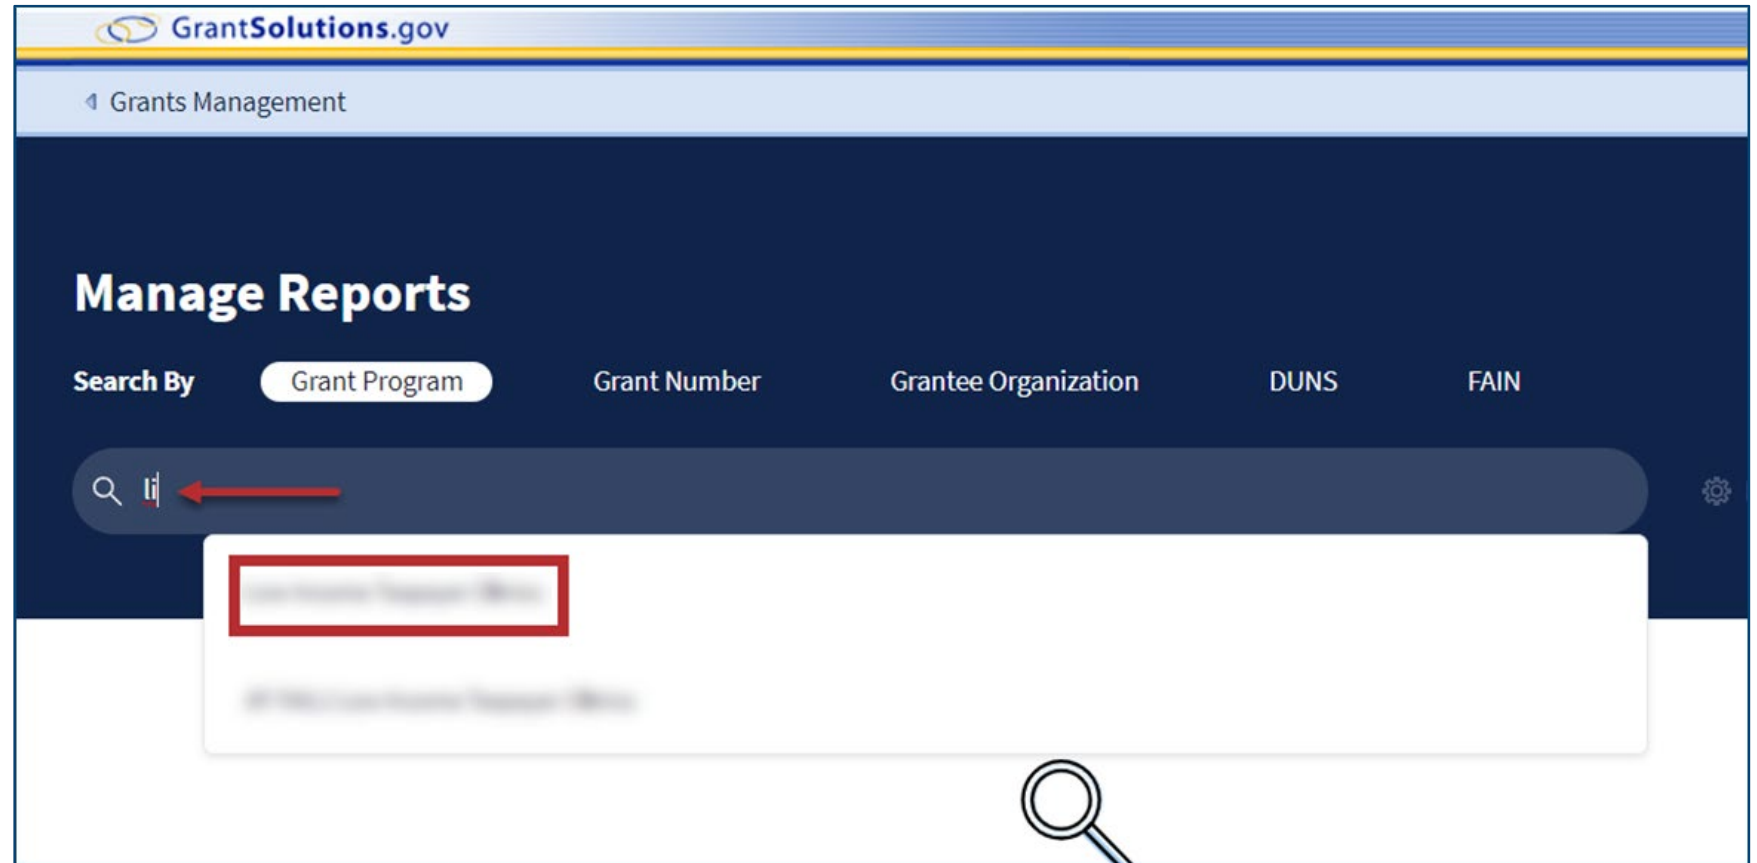 GrantSolutions.gov
Grants Management
Manage Reports
Search By Grant Program Grant Number Grantee Organization DUNS FAIN
li